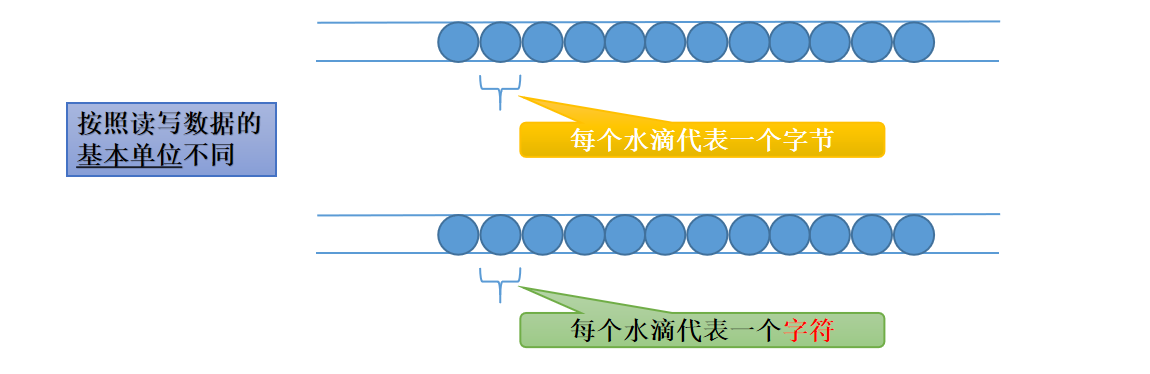 每个水滴代表一个字节
按照读写数据的
基本单位不同
每个水滴代表一个字符